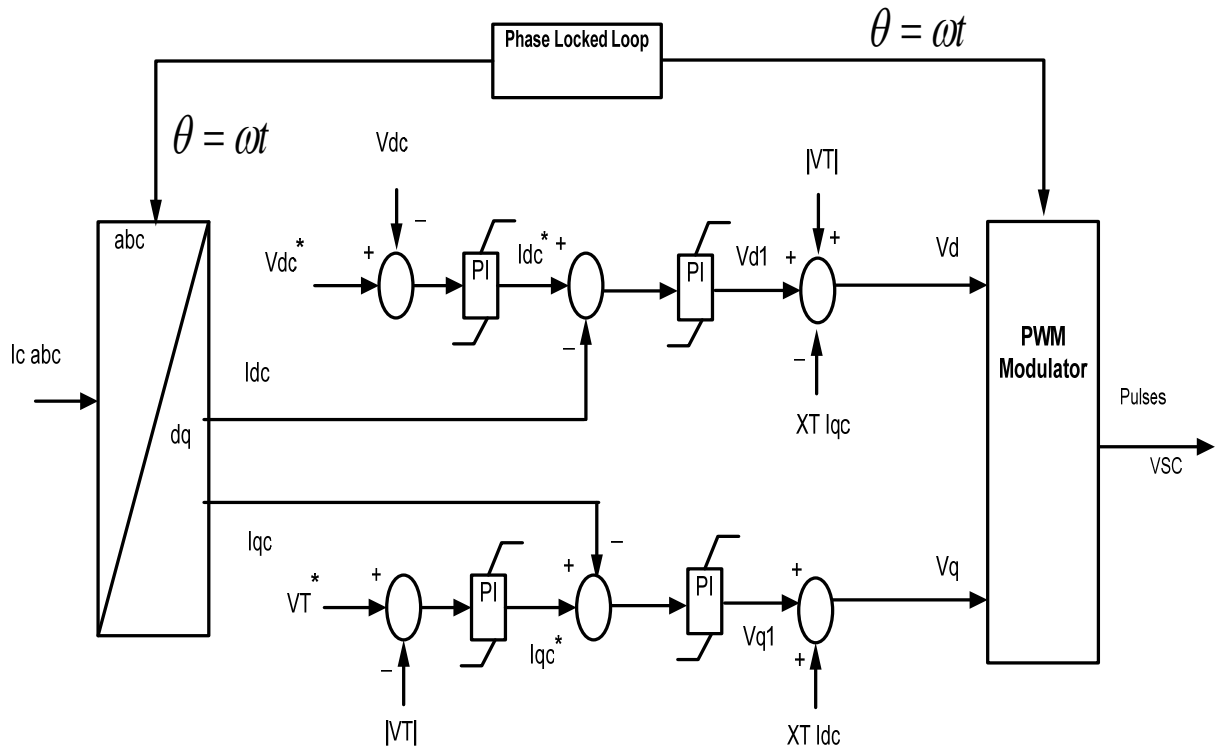 Phase Locked Loop
θ = ωt
θ = ωt
Vdc
|VT|
abc
Vdc*
+
−
PI
Idc*
+
−
PI
Vd1
+
+
−
Vd
PWM
Modulator
Ic abc
Idc
dq
XT Iqc
Pulses
VSC
Iqc
VT*
+
−
PI
Iqc*
+
−
PI
Vq1
+
+
Vq
|VT|
XT Idc